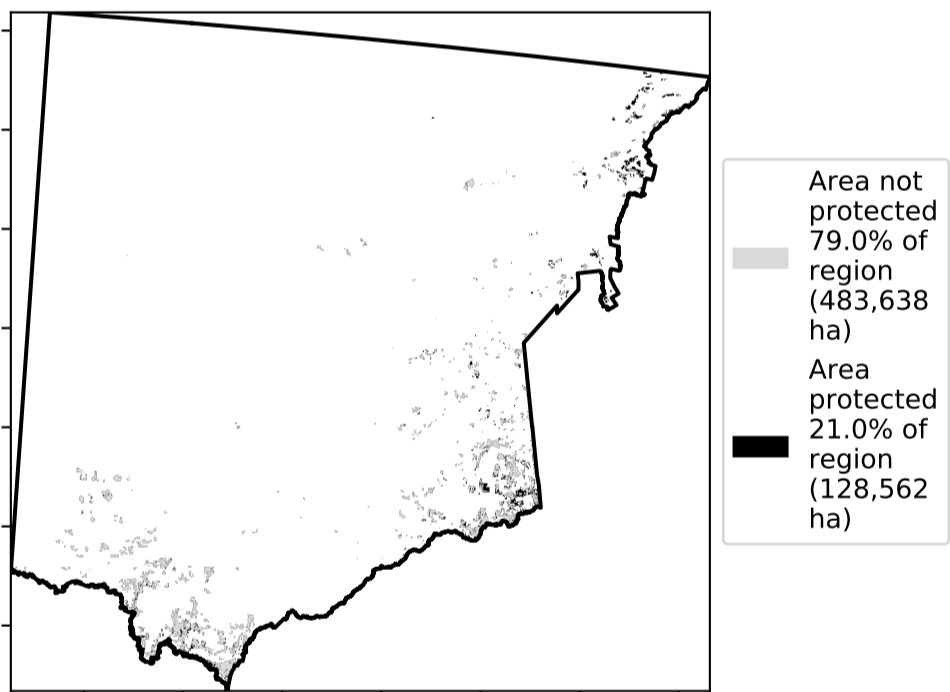 Area not
protected
79.0% of
region
(483,638
ha)
Area
protected
21.0% of
region
(128,562
ha)